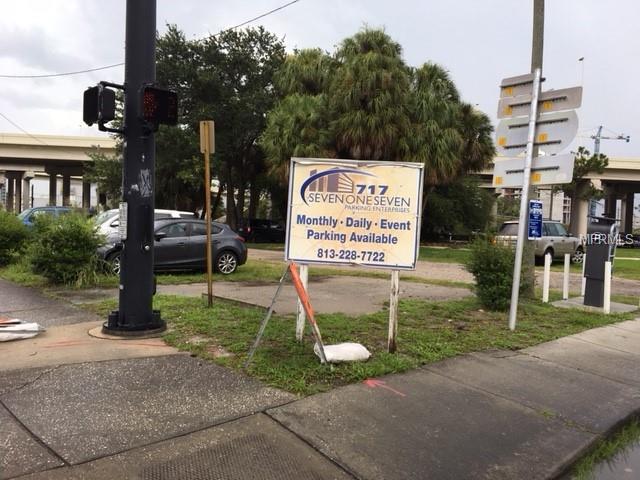 717
SEVENONESEVEN
PARKING ENTERPRISES
Monthly · Daily · Event
Parking Available
813-228-7722
MFRMLS